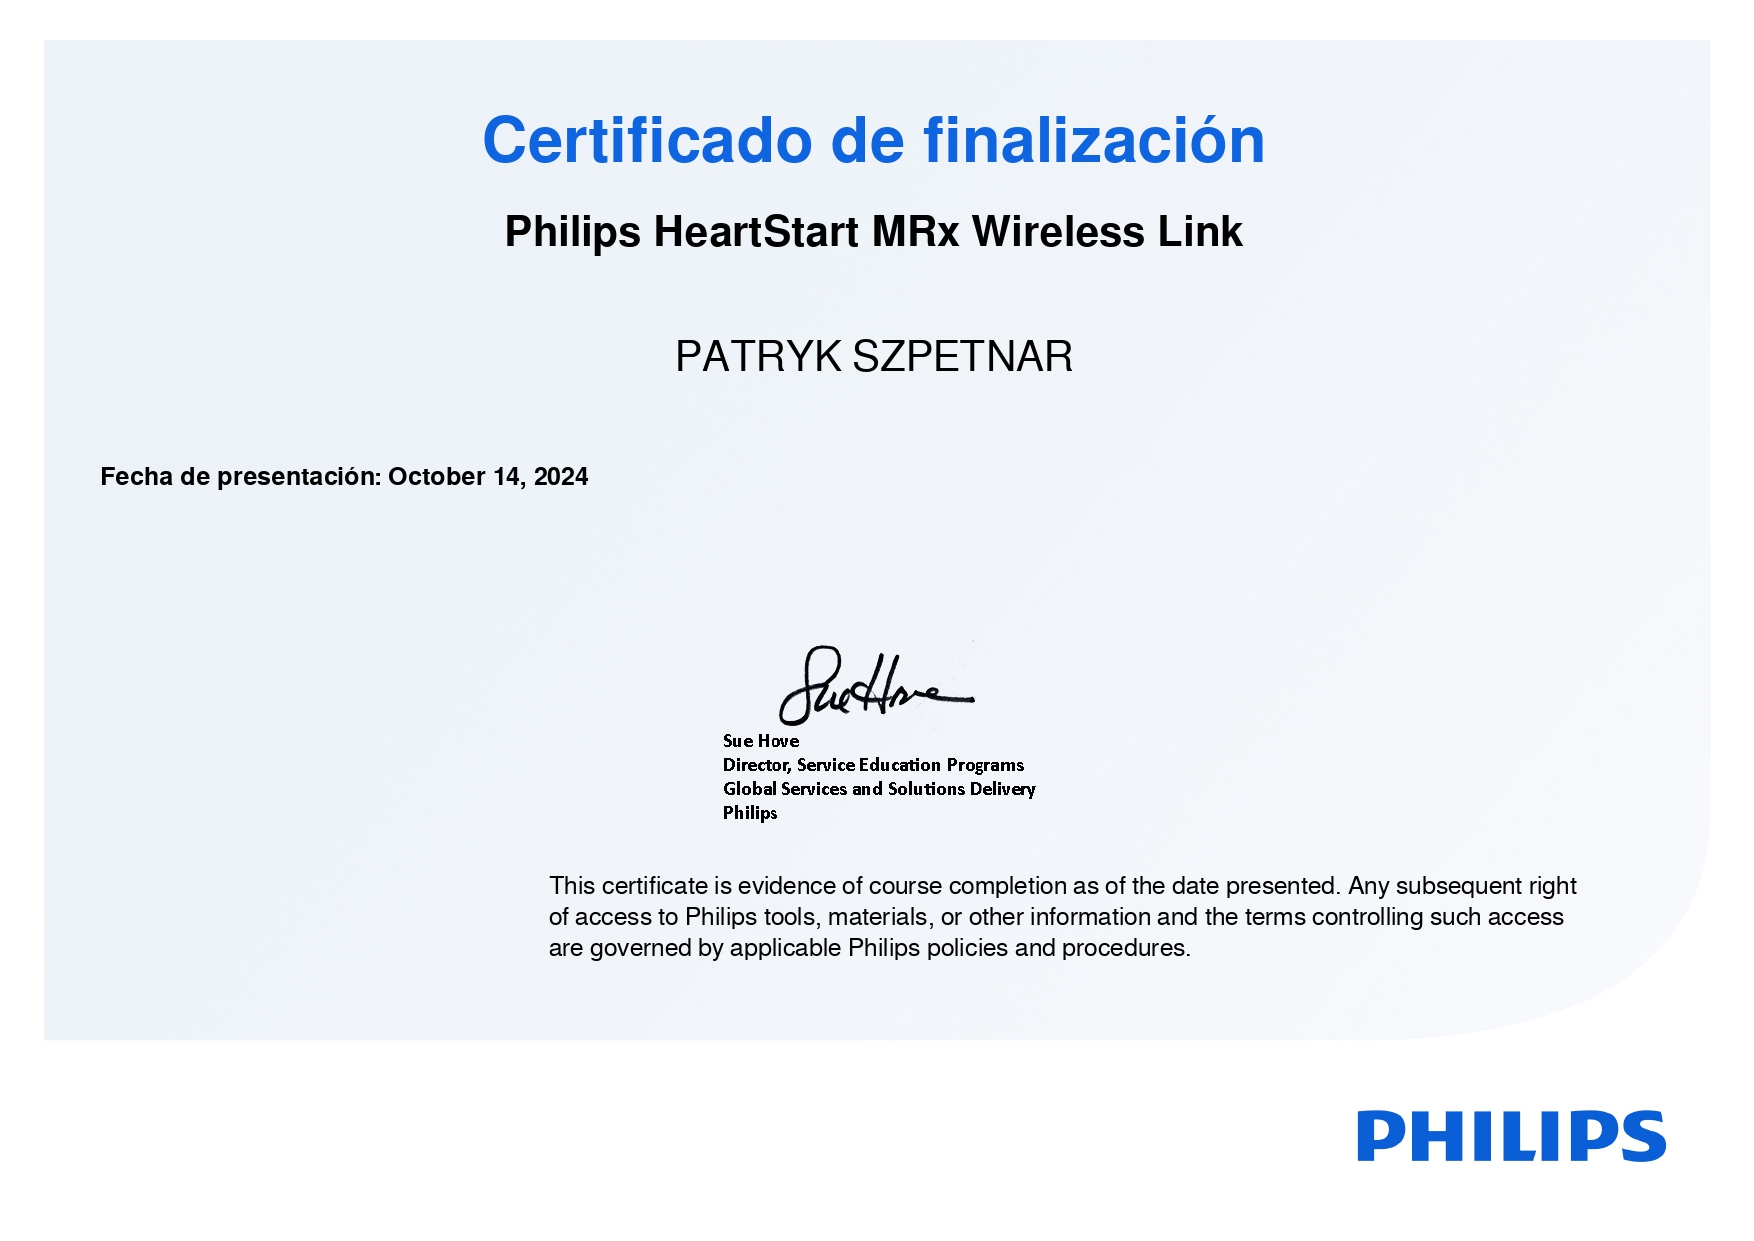 Certificado de finalización
Philips HeartStart MRx Wireless Link
PATRYK SZPETNAR
Fecha de presentación: October 14, 2024
Sue Hove
Sue Hove
Director, Service Education Programs
Global Services and Solutions Delivery
Philips
This certificate is evidence of course completion as of the date presented. Any subsequent right
of access to Philips tools, materials, or other information and the terms controlling such access
are governed by applicable Philips policies and procedures.
PHILIPS